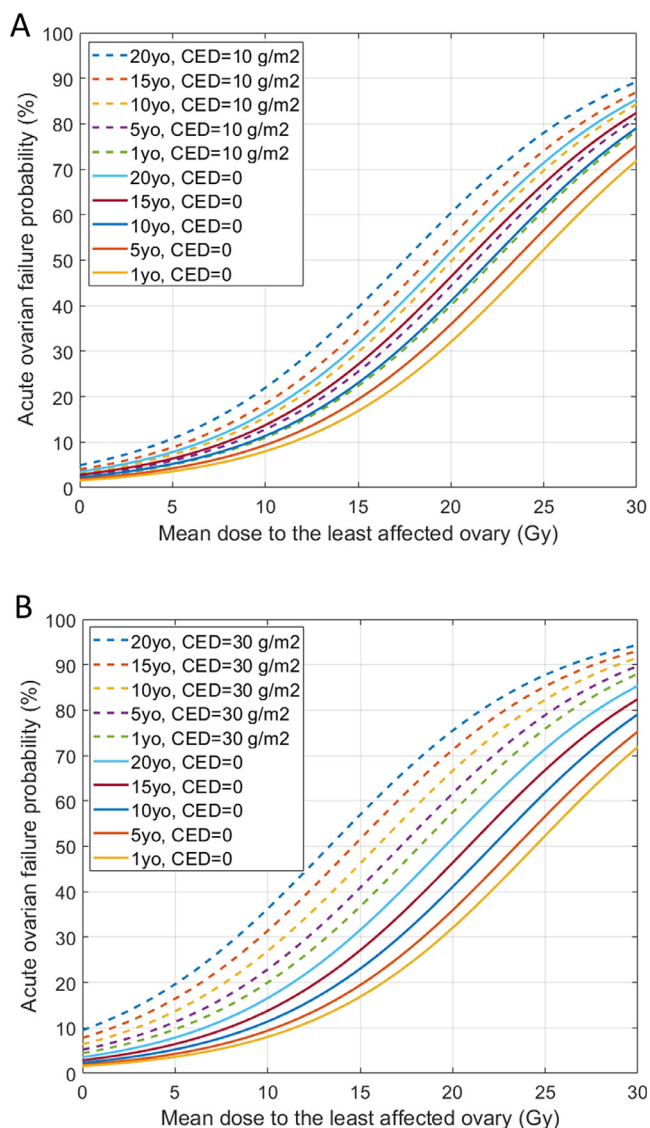 A
100
90
80
70
60
50
40
30
20
10
0
Acute ovarian failure probability (%)
20yo, CED=10 g/m2
15yo, CED=10 g/m2
10yo, CED=10 g/m2
5yo, CED=10 g/m2
1yo, CED=10 g/m2
20yo, CED=0
15yo, CED=0
10yo, CED=0
5yo, CED=0
1yo, CED=0
0 5 10 15 20 25 30
Mean dose to the least affected ovary (Gy)
B
100
90
80
70
60
50
40
30
20
10
0
Acute ovarian failure probability (%)
20yo, CED=30 g/m2
15yo, CED=30 g/m2
10yo, CED=30 g/m2
5yo, CED=30 g/m2
1yo, CED=30 g/m2
20yo, CED=0
15yo, CED=0
10yo, CED=0
5yo, CED=0
1yo, CED=0
0 5 10 15 20 25 30
Mean dose to the least affected ovary (Gy)